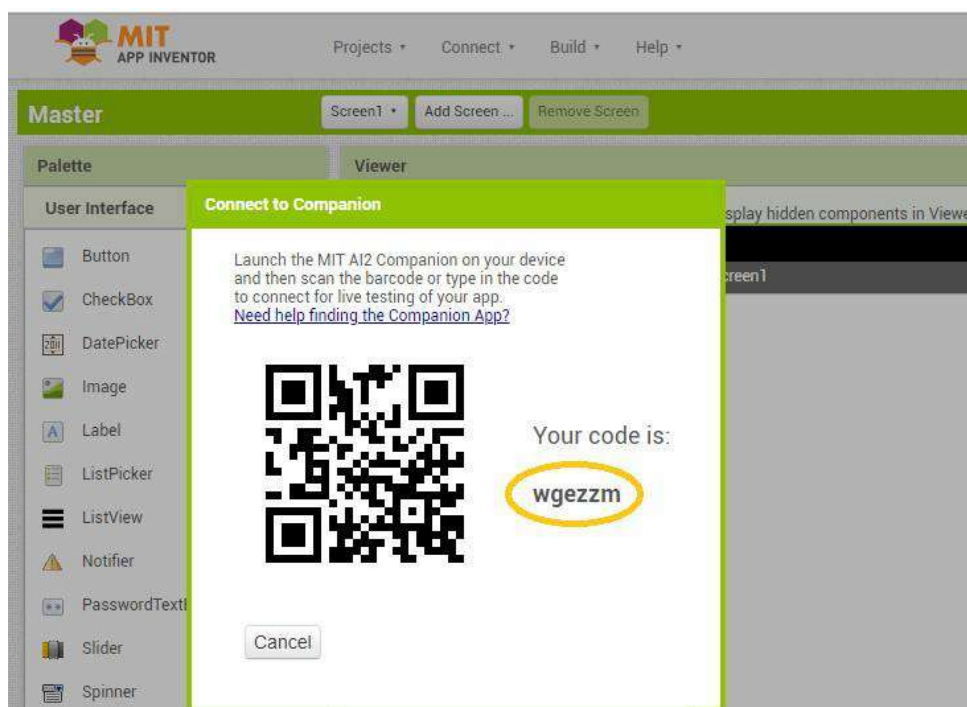 MIT
APP INVENTOR
Projects Connect Build Help
Master
Screen1 Add Screen ... Remove Screen
Palette
Viewer
User Interface
Connect to Companion
splay hidden components in Viewe
Button
Launch the MIT AI2 Companion on your device
and then scan the barcode or type in the code
to connect for live testing of your app.
Need help finding the Companion App?
creen1
CheckBox
DatePicker
Image
Label
Your code is:
ListPicker
wgezzm
ListView
Notifier
PasswordText
Slider
Cancel
Spinner